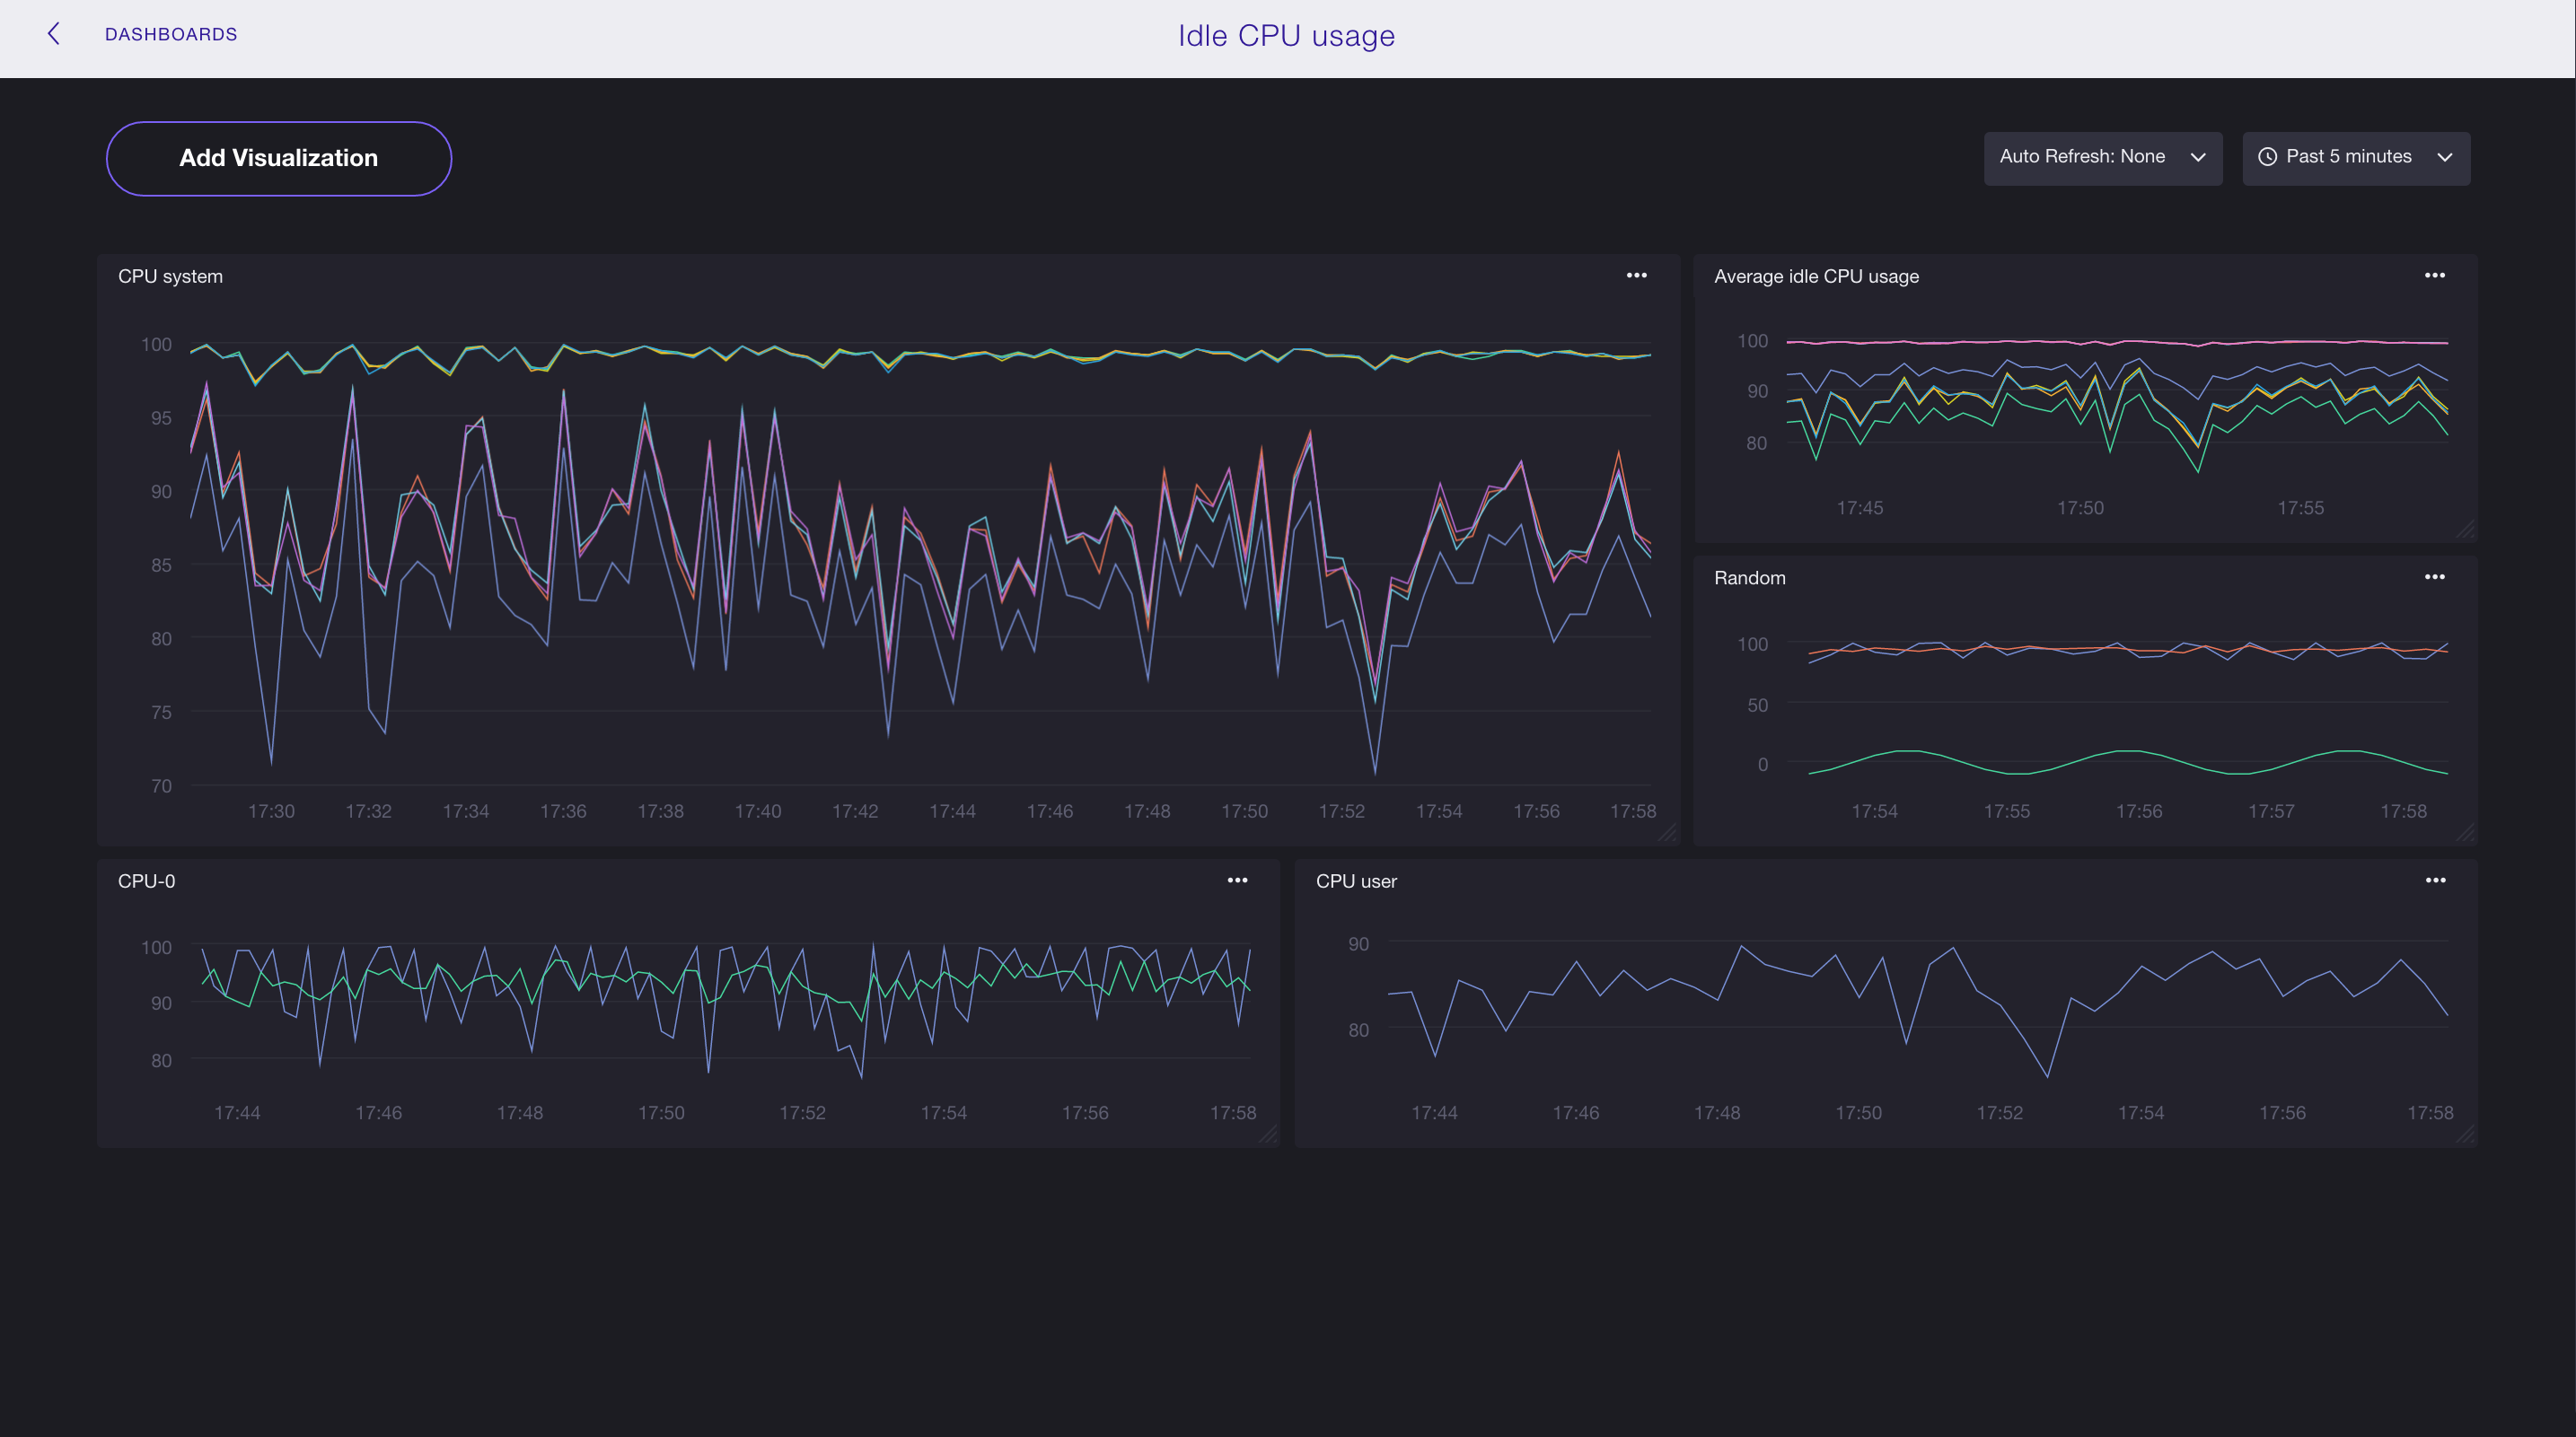 DASHBOARDS
Idle CPU usage
Add Visualization
Auto Refresh: None
Past 5 minutes
CPU system
100
95
90
85
80
75
70
17:30 17:32 17:34 17:36 17:38 17:40 17:42 17:44 17:46 17:48 17:50 17:52 17:54 17:56 17:58
Average idle CPU usage
100
90
80
17:45 17:50 17:55
Random
100
50
0
17:54 17:55 17:56 17:57 17:58
CPU-0
100
90
80
17:44 17:46 17:48 17:50 17:52 17:54 17:56 17:58
CPU user
90
80
17:44 17:46 17:48 17:50 17:52 17:54 17:56 17:58